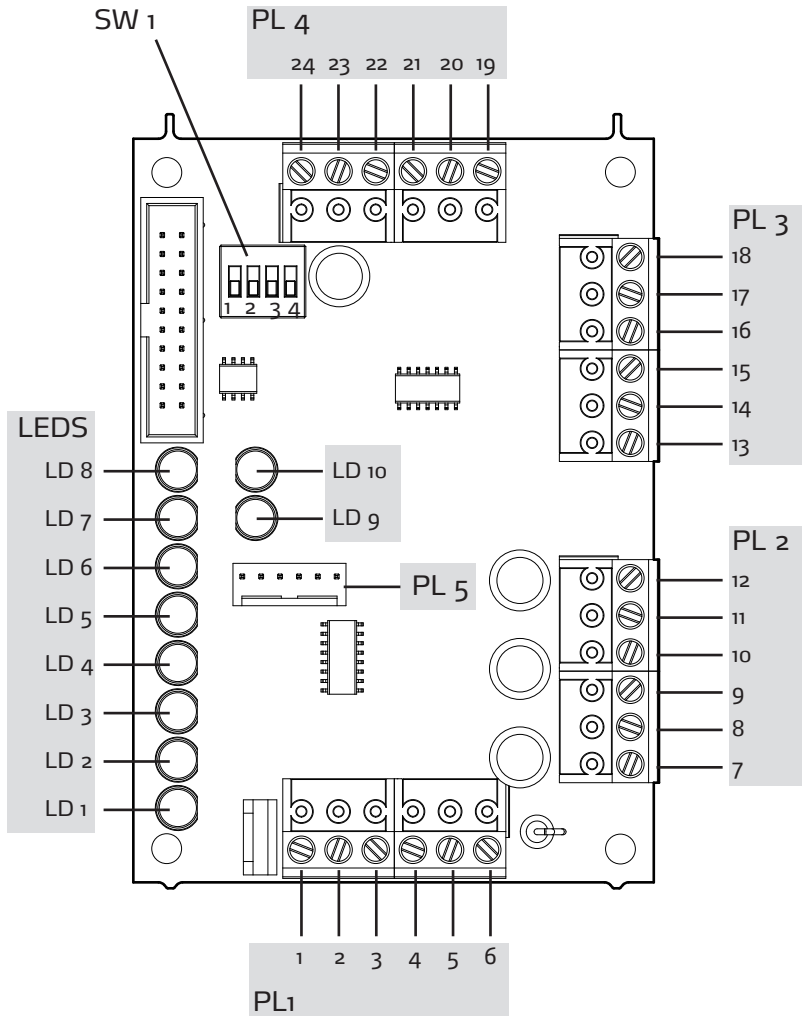 SW 1
PL 4
24 23 22 21 20 19
PL 3
18
17
16
15
14
13
1 2 3 4
LEDS
LD 8
LD 7
LD 6
LD 5
LD 4
LD 3
LD 2
LD 1
LD 10
LD 9
PL 5
PL 2
12
11
10
9
8
7
1 2 3 4 5 6
PL1